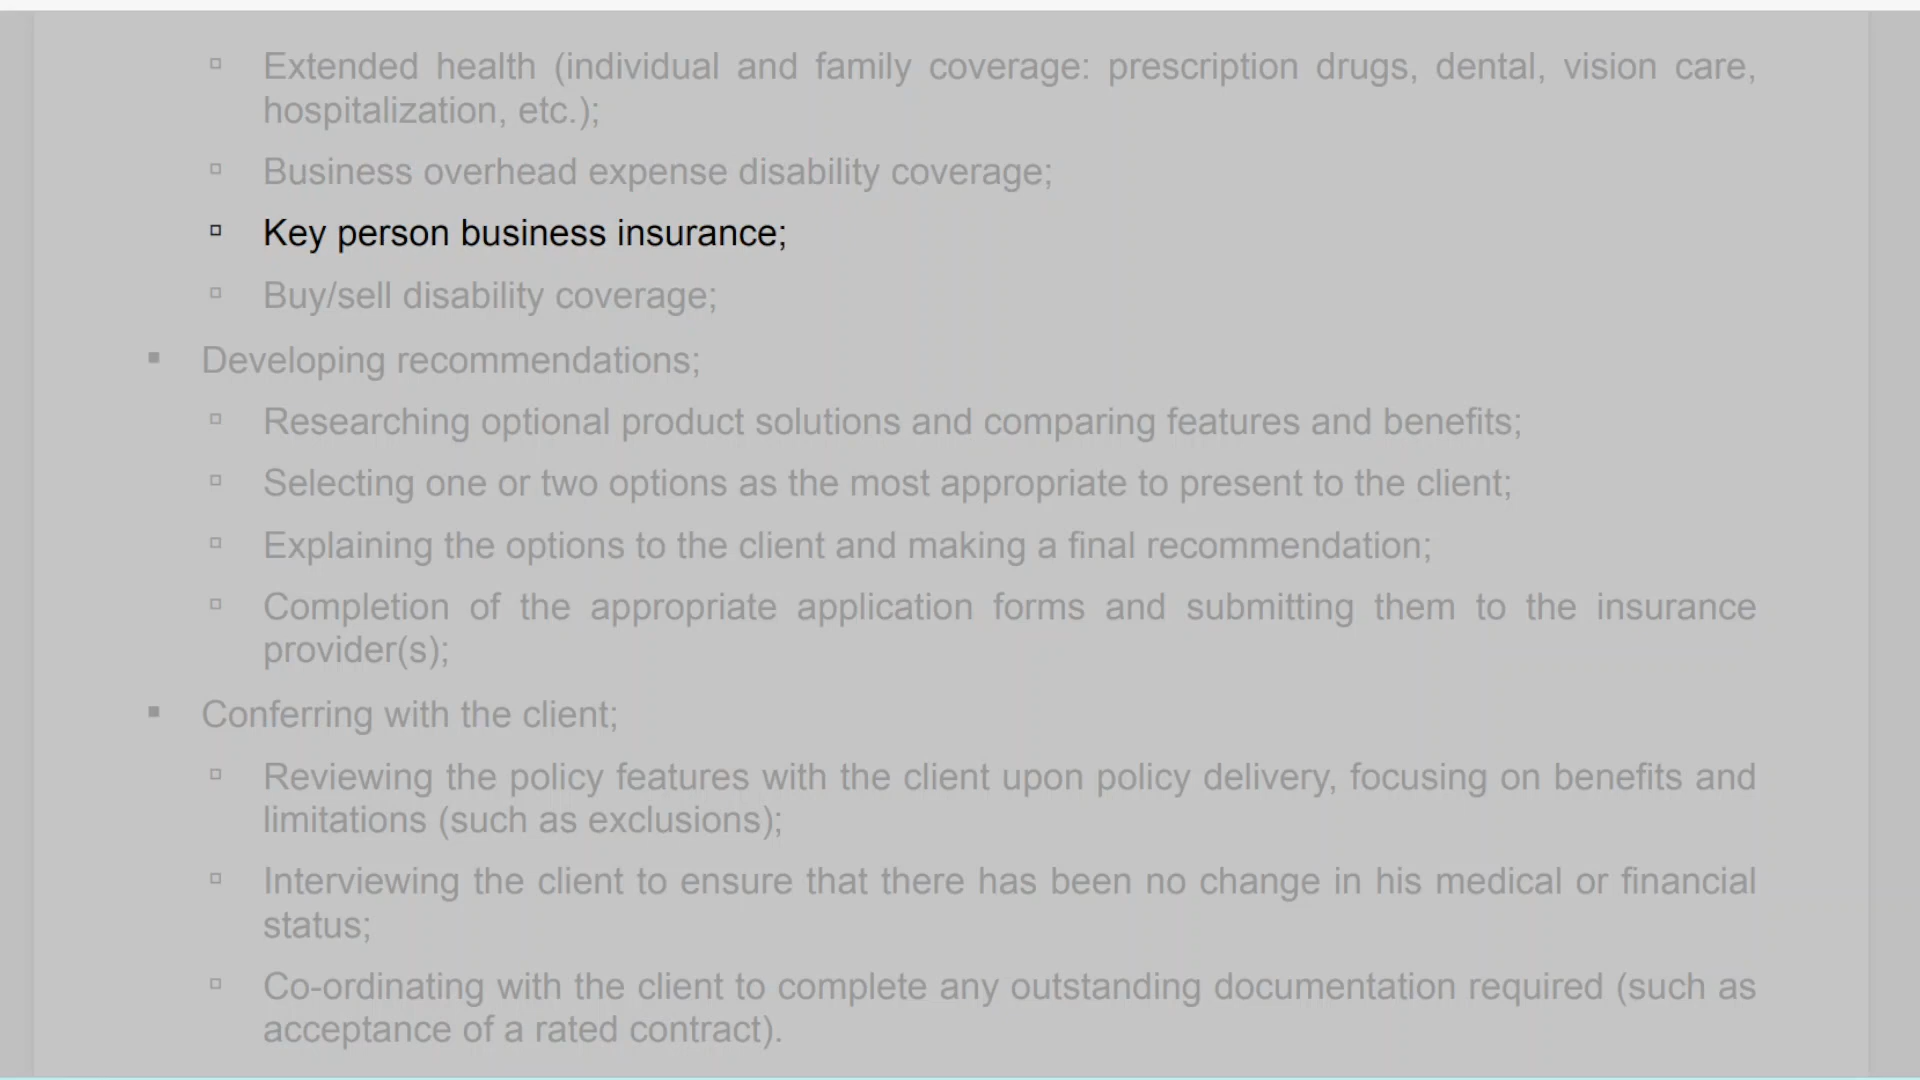 ▫ Extended health (individual and family coverage: prescription drugs, dental, vision care,
hospitalization, etc.);
▫ Business overhead expense disability coverage;
▫ Key person business insurance;
▫ Buy/sell disability coverage;
▪ Developing recommendations;
▫ Researching optional product solutions and comparing features and benefits;
▫ Selecting one or two options as the most appropriate to present to the client;
▫ Explaining the options to the client and making a final recommendation;
▫ Completion of the appropriate application forms and submitting them to the insurance
provider(s);
▪ Conferring with the client;
▫ Reviewing the policy features with the client upon policy delivery, focusing on benefits and
limitations (such as exclusions);
▫ Interviewing the client to ensure that there has been no change in his medical or financial
status;
▫ Co-ordinating with the client to complete any outstanding documentation required (such as
acceptance of a rated contract).